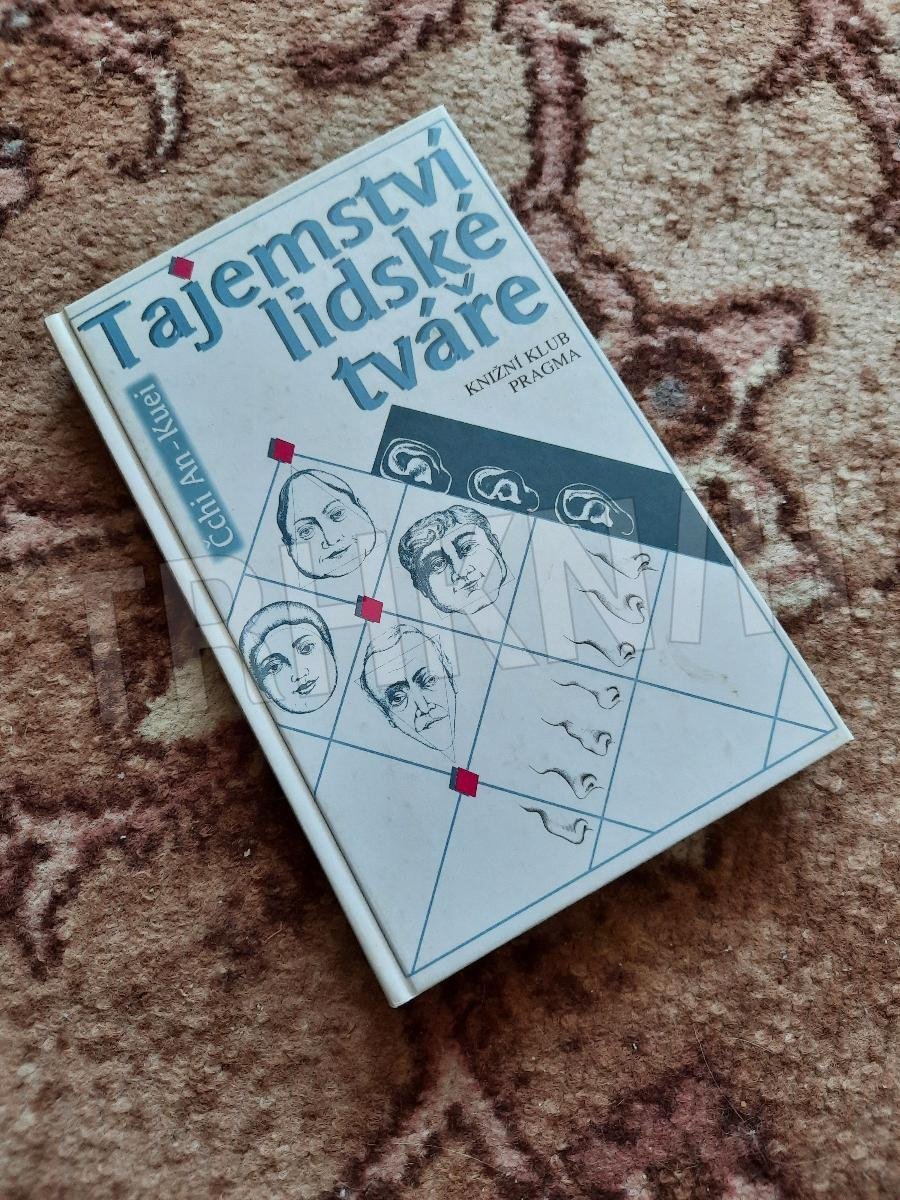 Tajemství
lidské
tváře
KNIŽNÍ KLUB
PRAGMA
Čchi An-Kuei